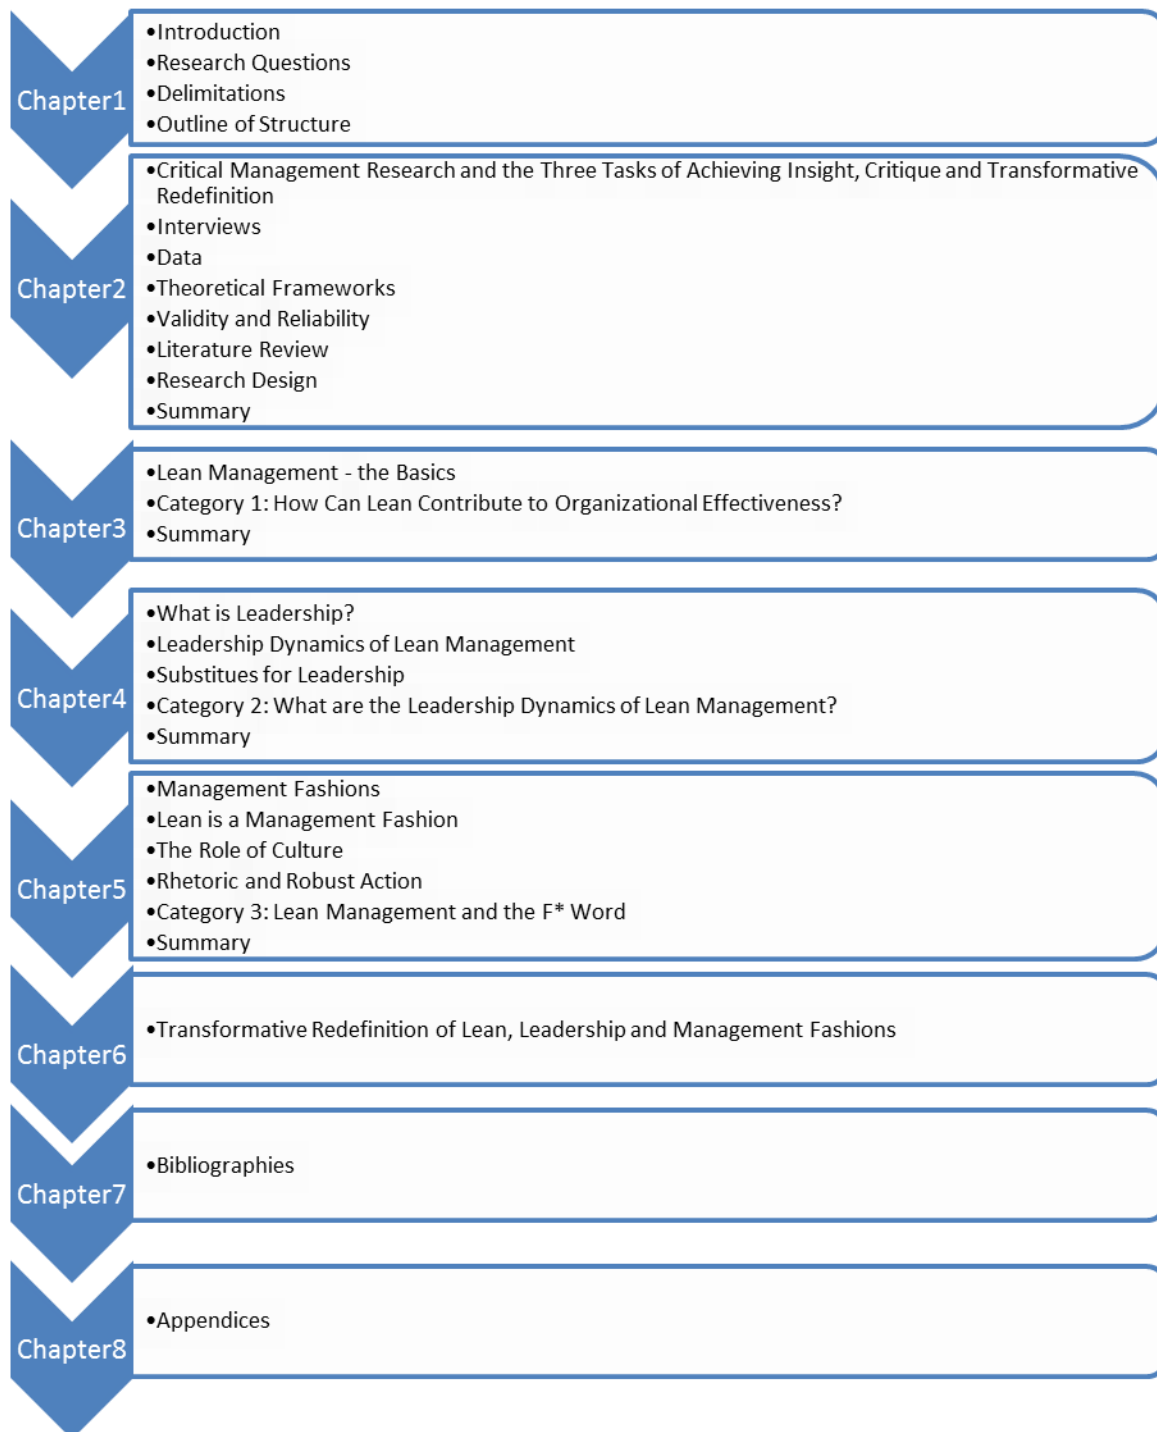 Chapter1
•Introduction
•Research Questions
•Delimitations
•Outline of Structure
Chapter2
•Critical Management Research and the Three Tasks of Achieving Insight, Critique and Transformative
Redefinition
•Interviews
•Data
•Theoretical Frameworks
•Validity and Reliability
•Literature Review
•Research Design
•Summary
Chapter3
•Lean Management - the Basics
•Category 1: How Can Lean Contribute to Organizational Effectiveness?
•Summary
Chapter4
•What is Leadership?
•Leadership Dynamics of Lean Management
•Substitues for Leadership
•Category 2: What are the Leadership Dynamics of Lean Management?
•Summary
Chapter5
•Management Fashions
•Lean is a Management Fashion
•The Role of Culture
•Rhetoric and Robust Action
•Category 3: Lean Management and the F* Word
•Summary
Chapter6
•Transformative Redefinition of Lean, Leadership and Management Fashions
Chapter7
•Bibliographies
Chapter8
•Appendices